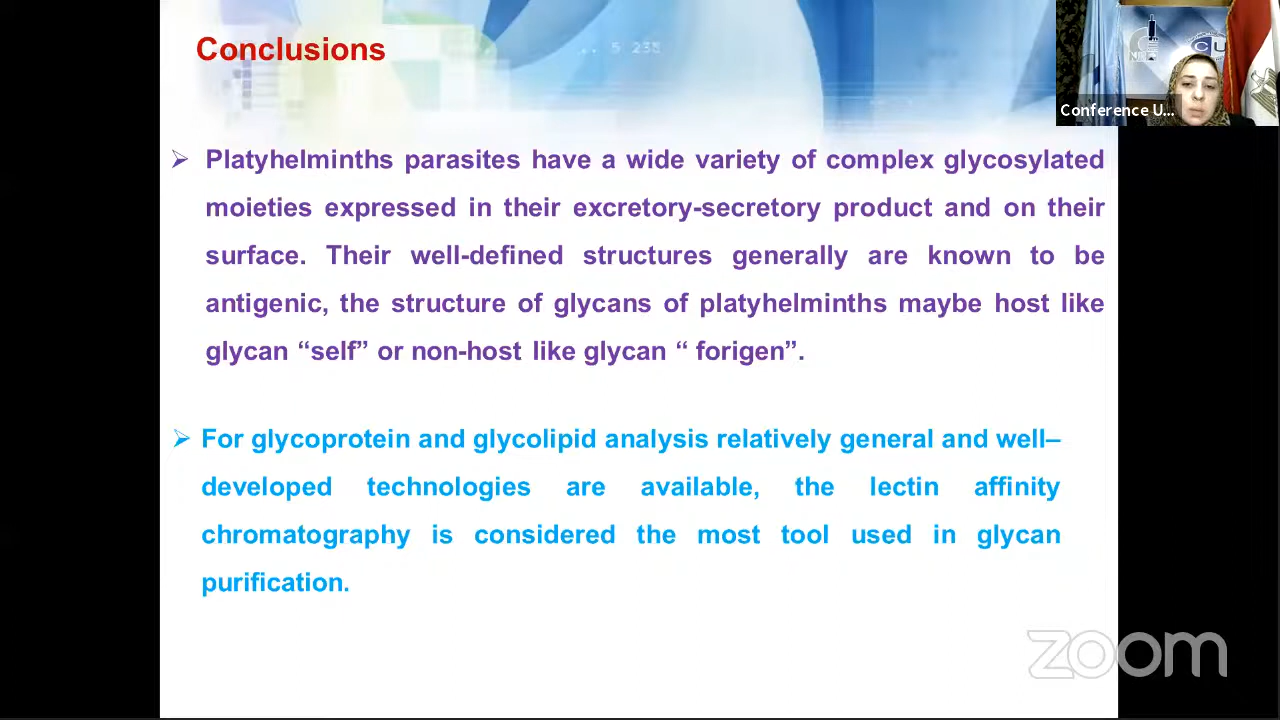 Conclusions
.. 5 235
CU
Conference U...
➢ Platyhelminths parasites have a wide variety of complex glycosylated
moieties expressed in their excretory-secretory product and on their
surface. Their well-defined structures generally are known to be
antigenic, the structure of glycans of platyhelminths maybe host like
glycan “self” or non-host like glycan “ forigen”.
➢ For glycoprotein and glycolipid analysis relatively general and well–
developed technologies are available, the lectin affinity
chromatography is considered the most tool used in glycan
purification.
zoom